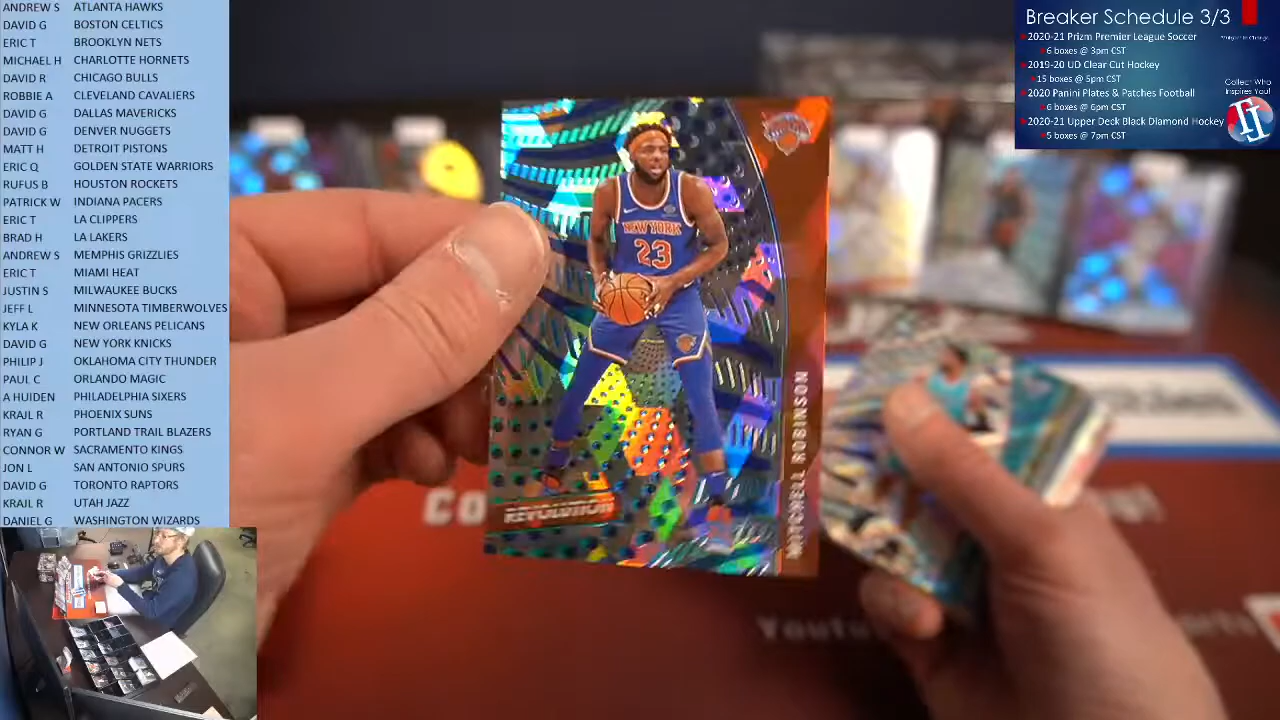 ANDREW S ATLANTA HAWKS
DAVID G BOSTON CELTICS
ERIC T BROOKLYN NETS
MICHAEL H CHARLOTTE HORNETS
DAVID R CHICAGO BULLS
ROBBIE A CLEVELAND CAVALIERS
DAVID G DALLAS MAVERICKS
DAVID G DENVER NUGGETS
MATT H DETROIT PISTONS
ERIC Q GOLDEN STATE WARRIORS
RUFUS B HOUSTON ROCKETS
PATRICK W INDIANA PACERS
ERIC T LA CLIPPERS
BRAD H LA LAKERS
ANDREW S MEMPHIS GRIZZLIES
ERIC T MIAMI HEAT
JUSTIN S MILWAUKEE BUCKS
JEFF L MINNESOTA TIMBERWOLVES
KYLA K NEW ORLEANS PELICANS
DAVID G NEW YORK KNICKS
PHILIP J OKLAHOMA CITY THUNDER
PAUL C ORLANDO MAGIC
A HUIDEN PHILADELPHIA SIXERS
KRAJL R PHOENIX SUNS
RYAN G PORTLAND TRAIL BLAZERS
CONNOR W SACRAMENTO KINGS
JON L SAN ANTONIO SPURS
DAVID G TORONTO RAPTORS
KRAIL R UTAH JAZZ
DANIEL G WASHINGTON WIZARDS
Breaker Schedule 3/3
2020-21 Prizm Premier League Soccer
6 boxes @ 3pm CST
2019-20 UD Clear Cut Hockey
15 boxes @ 5pm CST
2020 Panini Plates & Patches Football
6 boxes @ 6pm CST
2020-21 Upper Deck Black Diamond Hockey
5 boxes @ 7pm CST
Collect Who
Inspires You!
NEW YORK
23
REVOLUTION
MITCHELL ROBINSON